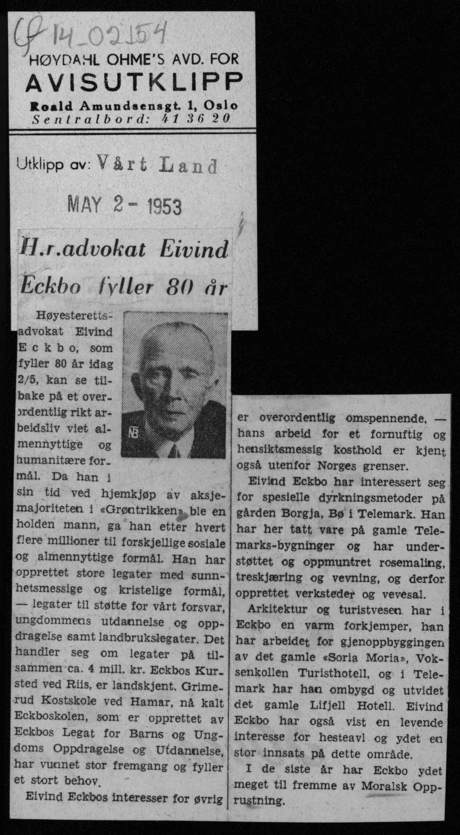 14-02154
HØYDAHL OHME'S AVD. FOR
AVISUTKLIPP
Roald Amundsensgt. 1, Oslo
Sentralbord: 41 36 20
Utklipp av: Vårt Land
MAY 2 - 1953
H.r.advokat Eivind
Eckbo fyller 80 år
Høyesteretts-
advokat Eivind
Eckbo, som
fyller 80 år idag
2/5, kan se til-
bake på et over-
ordentlig rikt ar-
beidsliv viet al-
mennyttige og
humanitære for-
mål. Da han i
sin tid ved hjemkjøp av aksje-
majoriteten i «Grøntrikken» ble en
holden mann, ga han etter hvert
flere millioner til forskjellige sosiale
og almennyttige formål. Han har
opprettet store legater med sunn-
hetsmessige og kristelige formål,
— legater til støtte for vårt forsvar,
ungdommens utdannelse og opp-
dragelse samt landbrukslegater. Det
handler seg om legater på til-
sammen ca. 4 mill. kr. Eckbos Kur-
sted ved Riis, er landskjent. Grime-
rud Kostskole ved Hamar, nå kalt
Eckboskolen, som er opprettet av
Eckbos Legat for Barns og Ung-
doms Oppdragelse og Utdannelse,
har vunnet stor fremgang og fyller
et stort behov.
Eivind Eckbos interesser for øvrig
er overordentlig omspennende, —
hans arbeid for et fornuftig og
hensiktsmessig kosthold er kjent
også utenfor Norges grenser.
Eivind Eckbo har interessert seg
for spesielle dyrkningsmetoder på
gården Borgja, Bø i Telemark. Han
har her tatt vare på gamle Tele-
marks-bygninger og har under-
støttet og oppmuntret rosemaling,
treskjæring og vevning, og derfor
opprettet verksteder og vevesal.
Arkitektur og turistvesen har i
Eckbo en varm forkjemper, han
har arbeidet for gjenoppbyggingen
av det gamle «Soria Moria», Vok-
senkollen Turisthotell, og i Tele-
mark har han ombygd og utvidet
det gamle Lifjell Hotell. Eivind
Eckbo har også vist en levende
interesse for hesteavl og ydet en
stor innsats på dette område.
I de siste år har Eckbo ydet
meget til fremme av Moralsk Opp-
rustning.